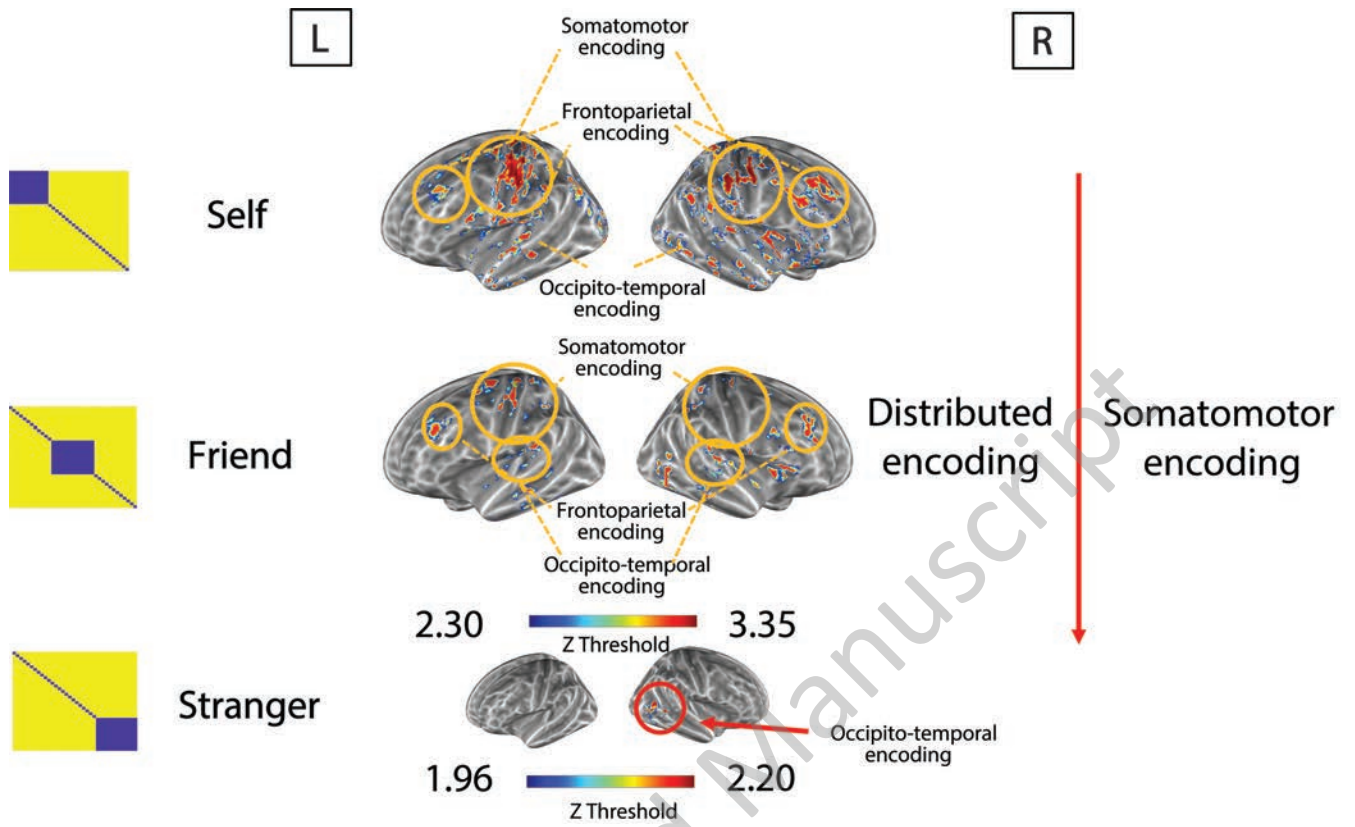 L
R
Somatomotor
encoding
Frontoparietal
encoding
Self
Occipito-temporal
encoding
Somatomotor
encoding
Friend
Distributed
encoding
Somatomotor
encoding
Frontoparietal
encoding
Occipito-temporal
encoding
2.30
3.35
Z Threshold
Stranger
Occipito-temporal
encoding
1.96
2.20
Z Threshold
d Manuscript